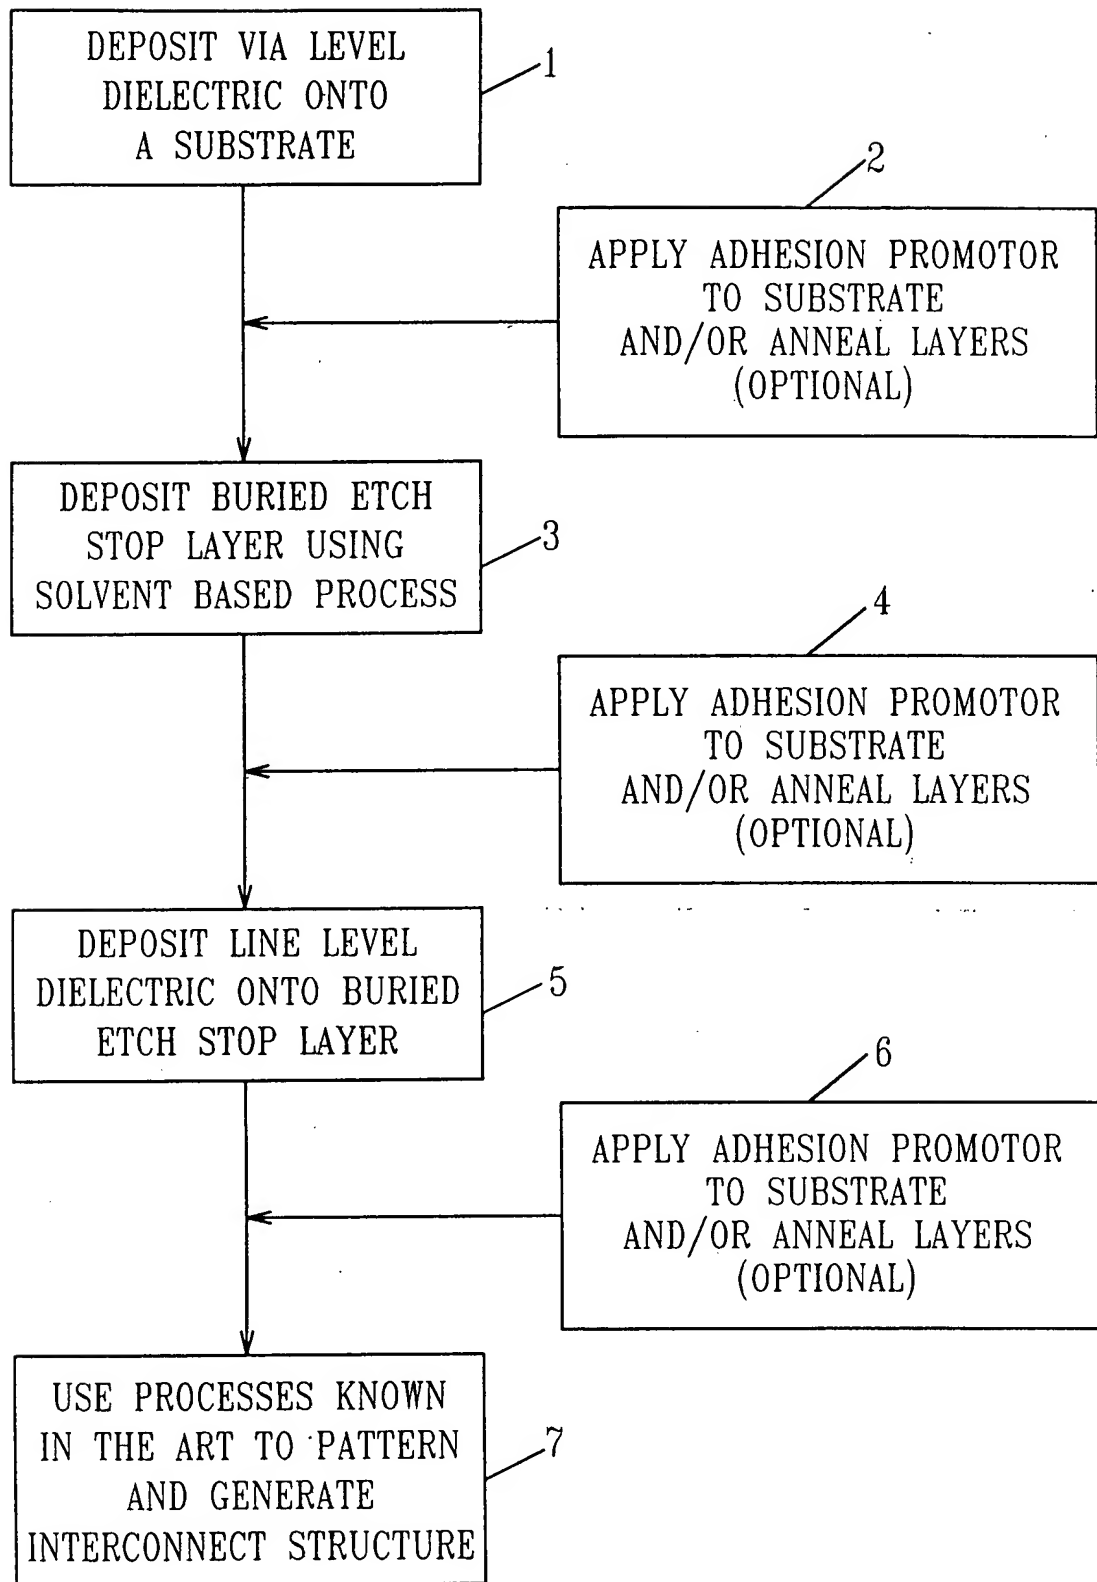 DEPOSIT VIA LEVEL
DIELECTRIC ONTO
A SUBSTRATE
1
2
APPLY ADHESION PROMOTOR
TO SUBSTRATE
AND/OR ANNEAL LAYERS
(OPTIONAL)
DEPOSIT BURIED ETCH
STOP LAYER USING
SOLVENT BASED PROCESS
3
4
APPLY ADHESION PROMOTOR
TO SUBSTRATE
AND/OR ANNEAL LAYERS
(OPTIONAL)
DEPOSIT LINE LEVEL
DIELECTRIC ONTO BURIED
ETCH STOP LAYER
5
6
APPLY ADHESION PROMOTOR
TO SUBSTRATE
AND/OR ANNEAL LAYERS
(OPTIONAL)
USE PROCESSES KNOWN
IN THE ART TO PATTERN
AND GENERATE
INTERCONNECT STRUCTURE
7